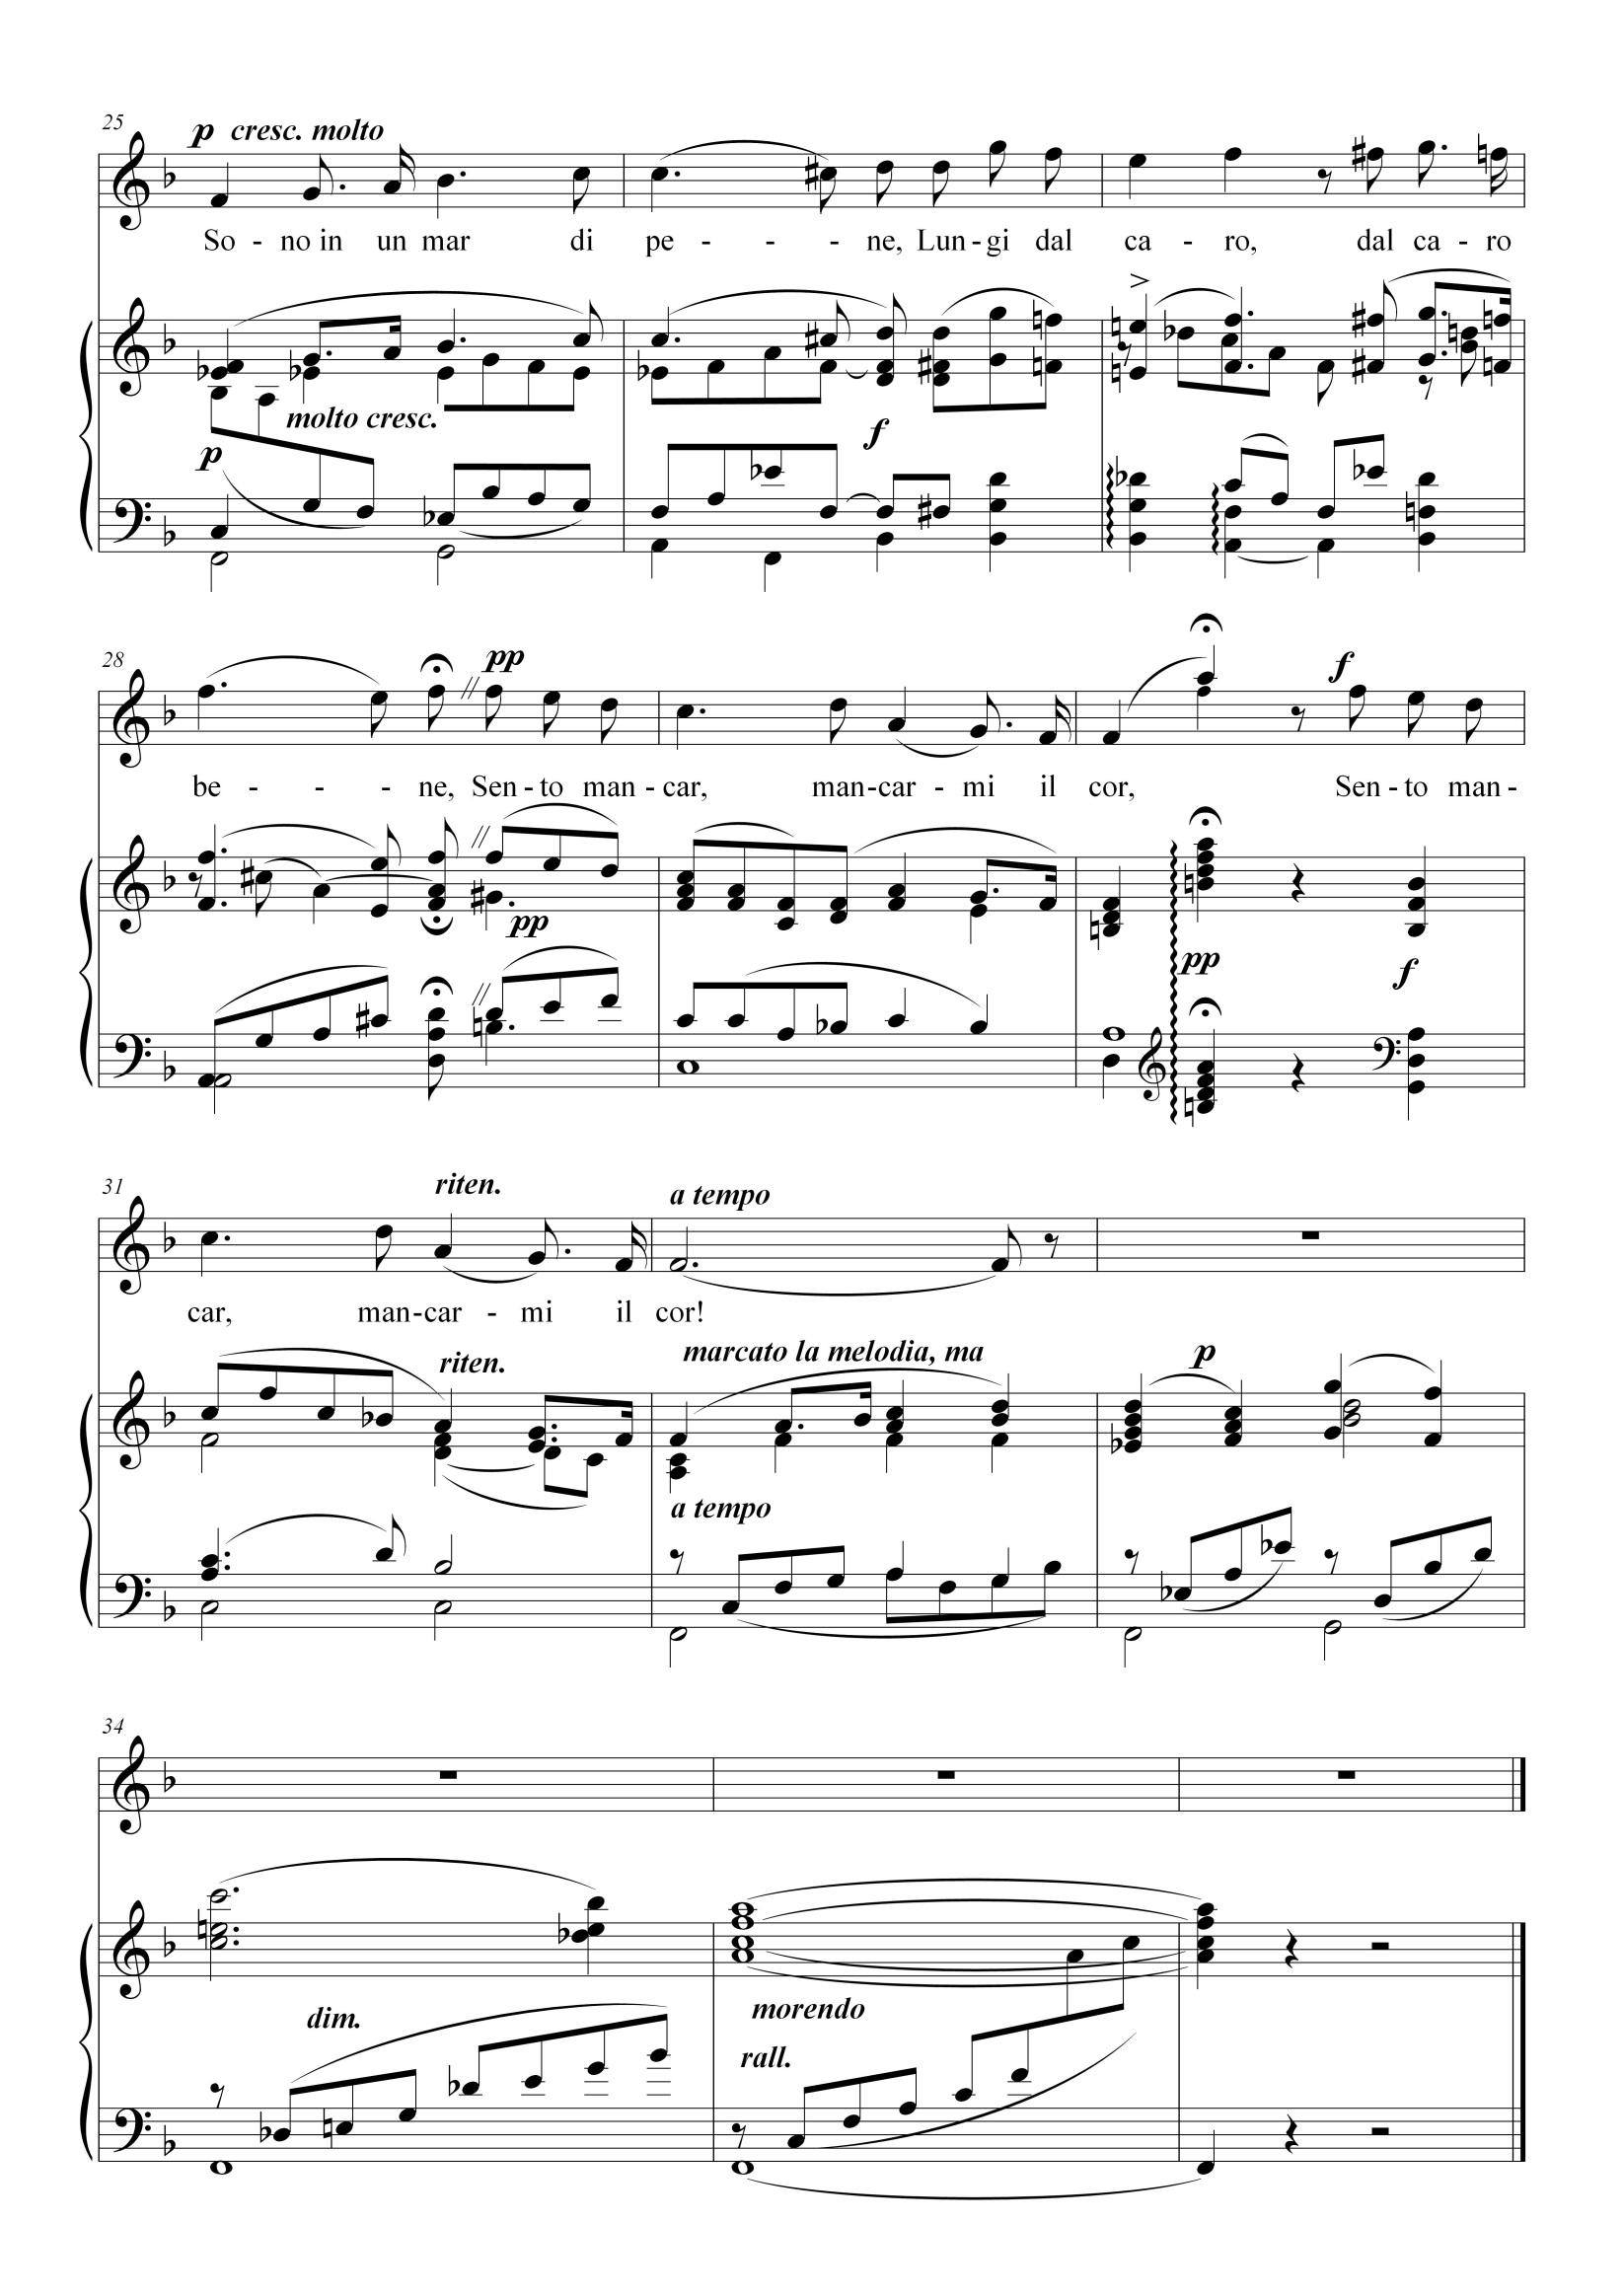 25
p cresc. molto
So - no in un mar di pe - - - ne, Lun - gi dal ca - ro, dal ca - ro
molto cresc.
p
f
28
pp
be - - - ne, Sen - to man - car, man - car - mi il cor, Sen - to man -
f
pp
pp
f
31
riten.
a tempo
car, man - car - mi il cor!
riten.
marcato la melodia, ma
p
a tempo
34
dim.
morendo
rall.